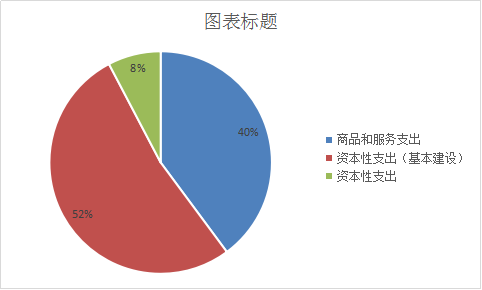 图表标题
8%
40%
52%
商品和服务支出
资本性支出（基本建设）
资本性支出